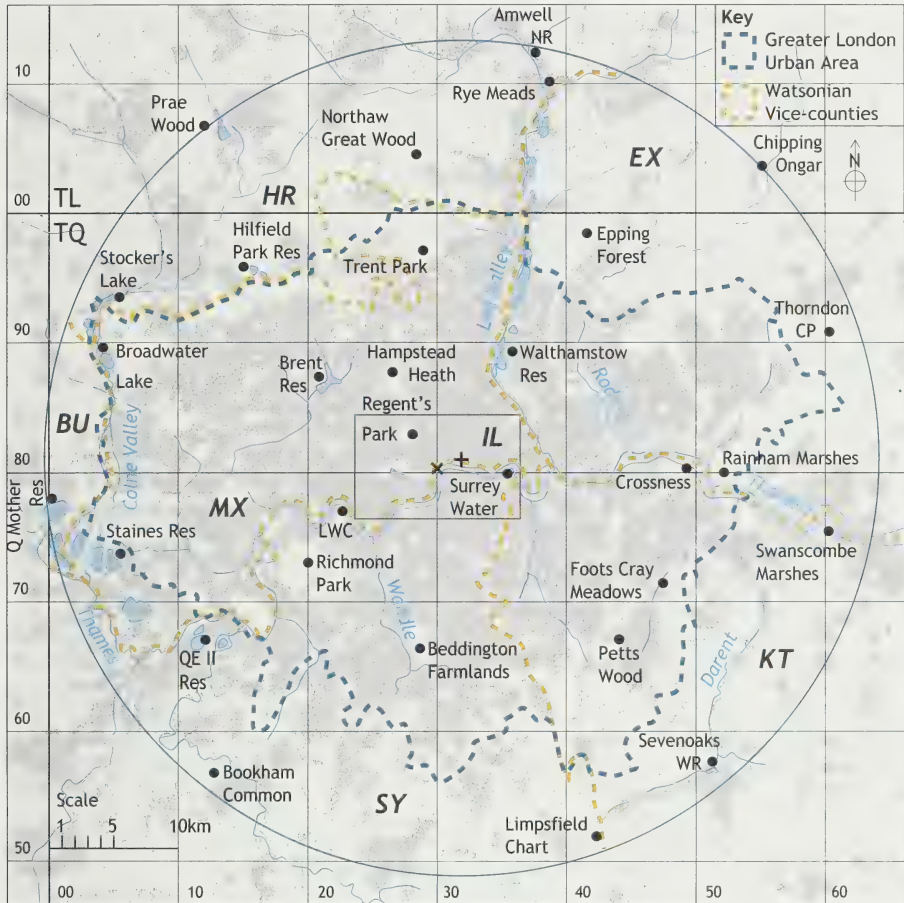 Amwell
NR
Key
Greater London
Urban Area
Watsonian
Vice-counties
10
Rye Meads
Prae
Wood
Northaw
Great Wood
EX
Chipping
Ongar
N
TL
HR
00
TQ
Hilfield
Park Res
Stocker's
Lake
Trent Park
Epping
Forest
Thorndon
CP
90
Broadwater
Lake
Brent
Res
Hampstead
Heath
Walthamstow
Res
BU
Colne Valley
Regent's
Park
IL
80
Q Mother
Res
Surrey
Water
Crossness
Rainham Marshes
MX
LWC
Staines Res
Richmond
Park
Foots Cray
Meadows
Swanscombe
Marshes
70
Thames
Wandle
QE II
Res
Beddington
Farmlands
Petts
Wood
Darent
KT
60
Sevenoaks
WR
Bookham
Common
SY
Scale
1 5 10km
Limpsfield
Chart
50
00 10 20 30 40 50 60